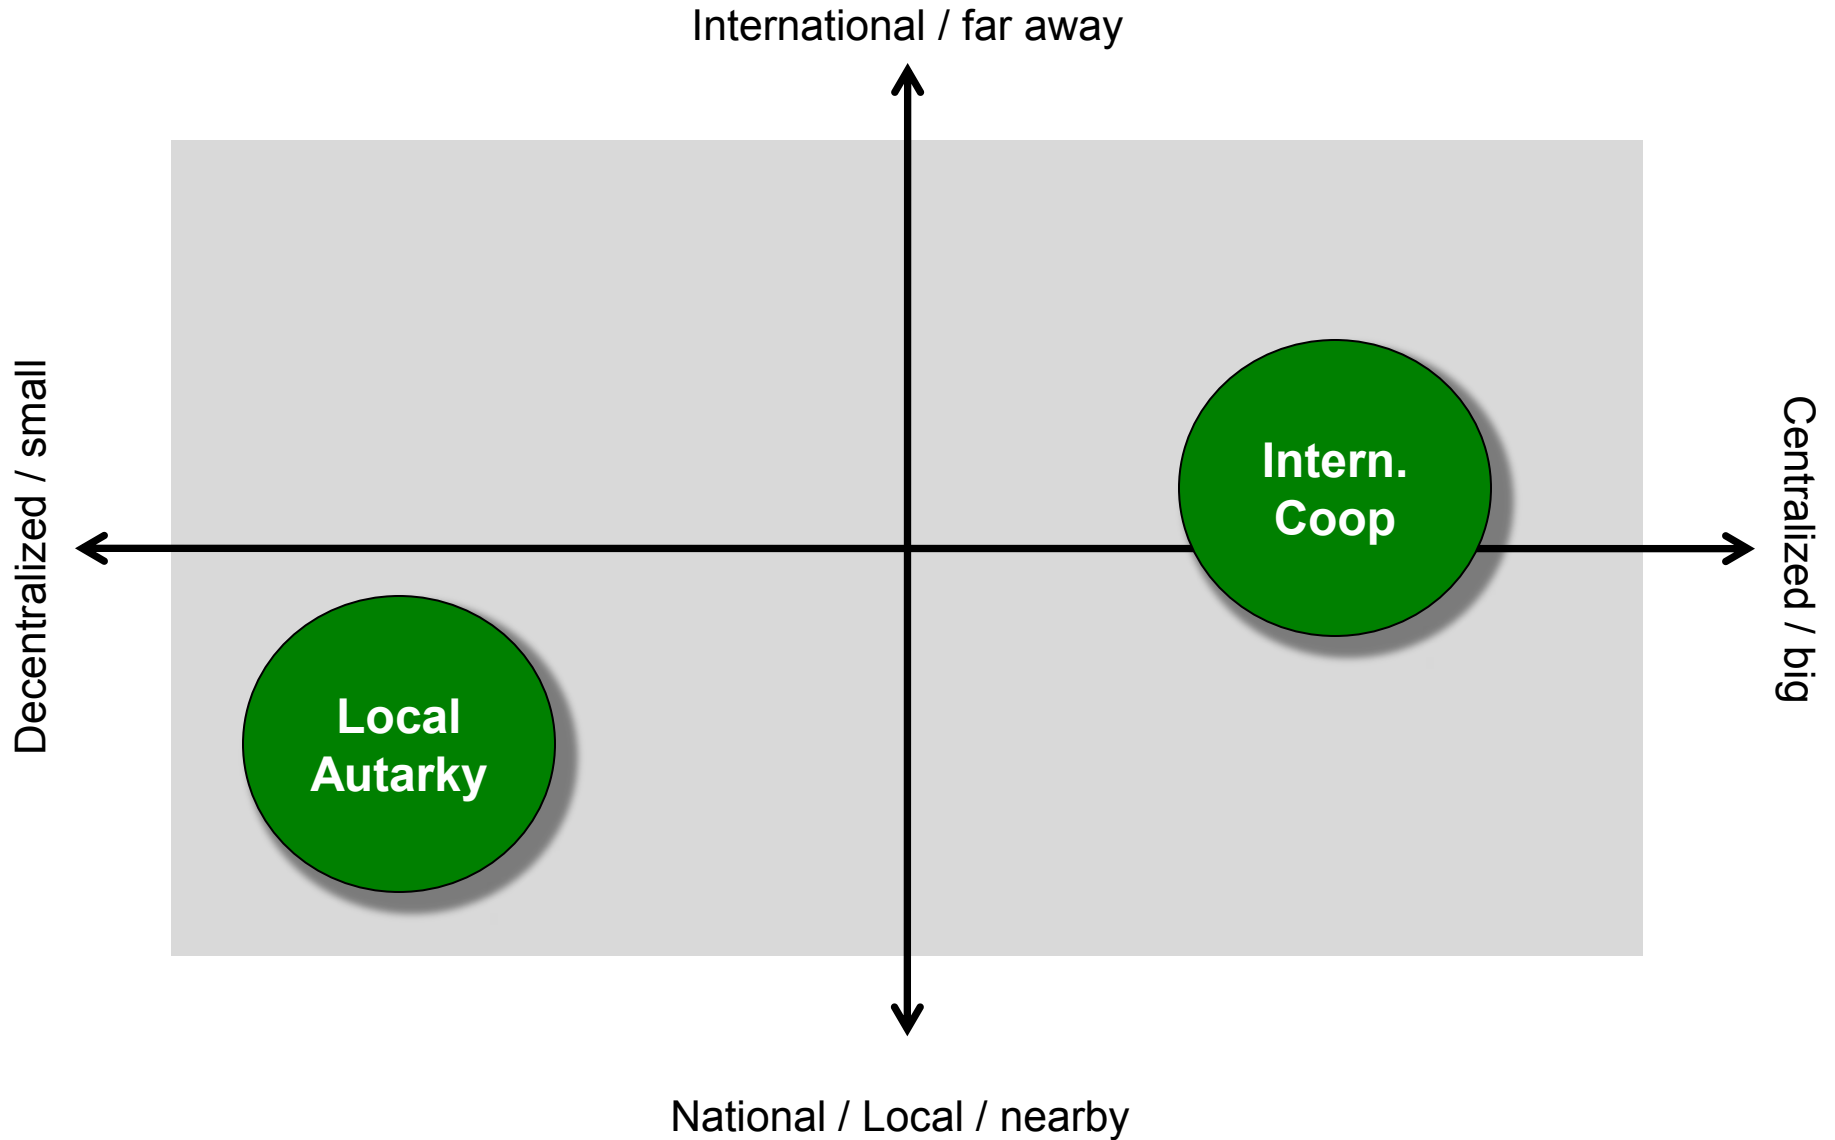 International / far away
Decentralized / small
Centralized / big
Intern.
Coop
Local
Autarky
National / Local / nearby